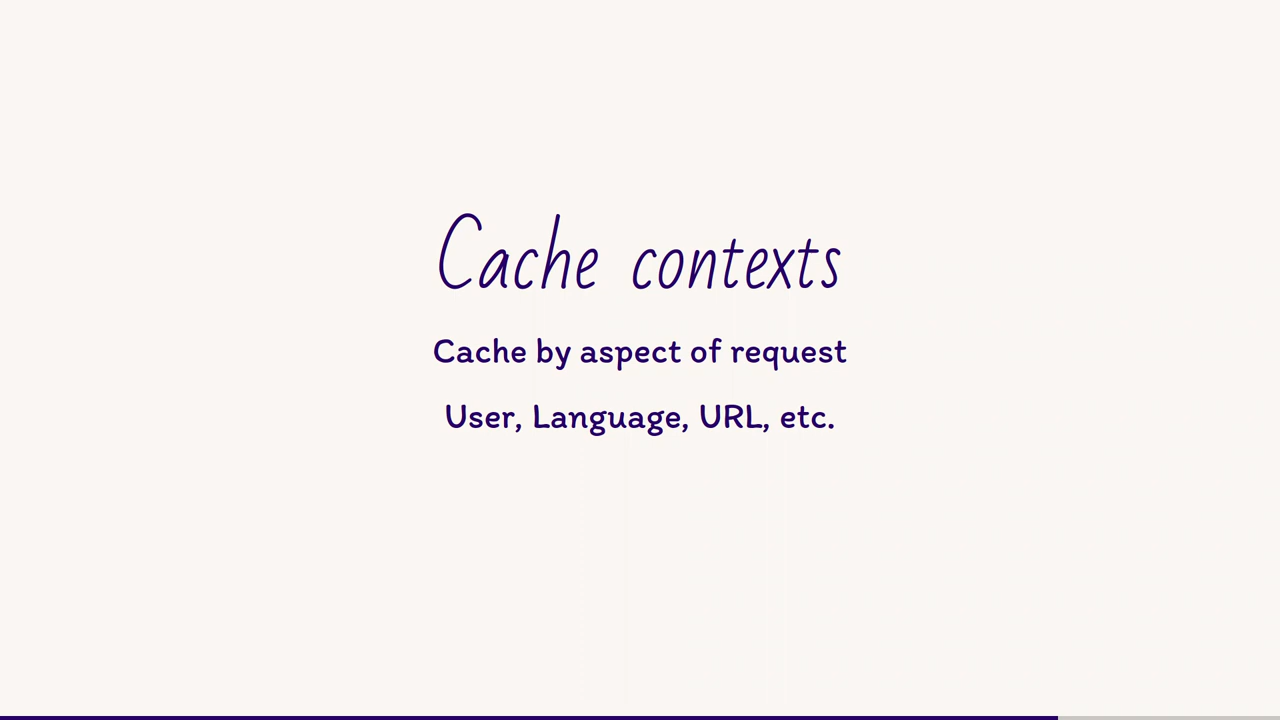 Cache contexts
Cache by aspect of request
User, Language, URL, etc.